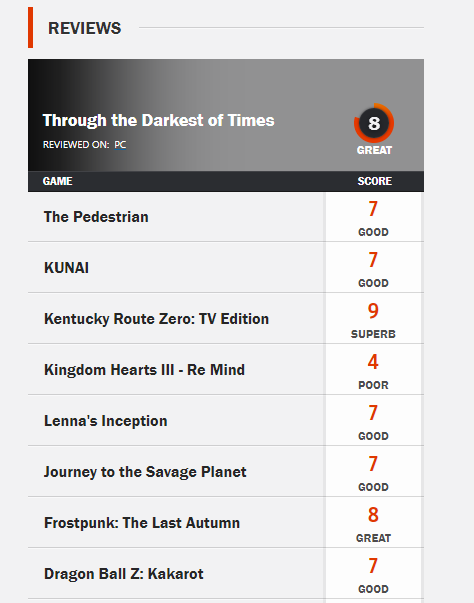 REVIEWS
Through the Darkest of Times
8
REVIEWED ON: PC
GREAT
GAME SCORE
The Pedestrian 7
GOOD
KUNAI 7
GOOD
Kentucky Route Zero: TV Edition 9
SUPERB
Kingdom Hearts III - Re Mind 4
POOR
Lenna's Inception 7
GOOD
Journey to the Savage Planet 7
GOOD
Frostpunk: The Last Autumn 8
GREAT
Dragon Ball Z: Kakarot 7
GOOD